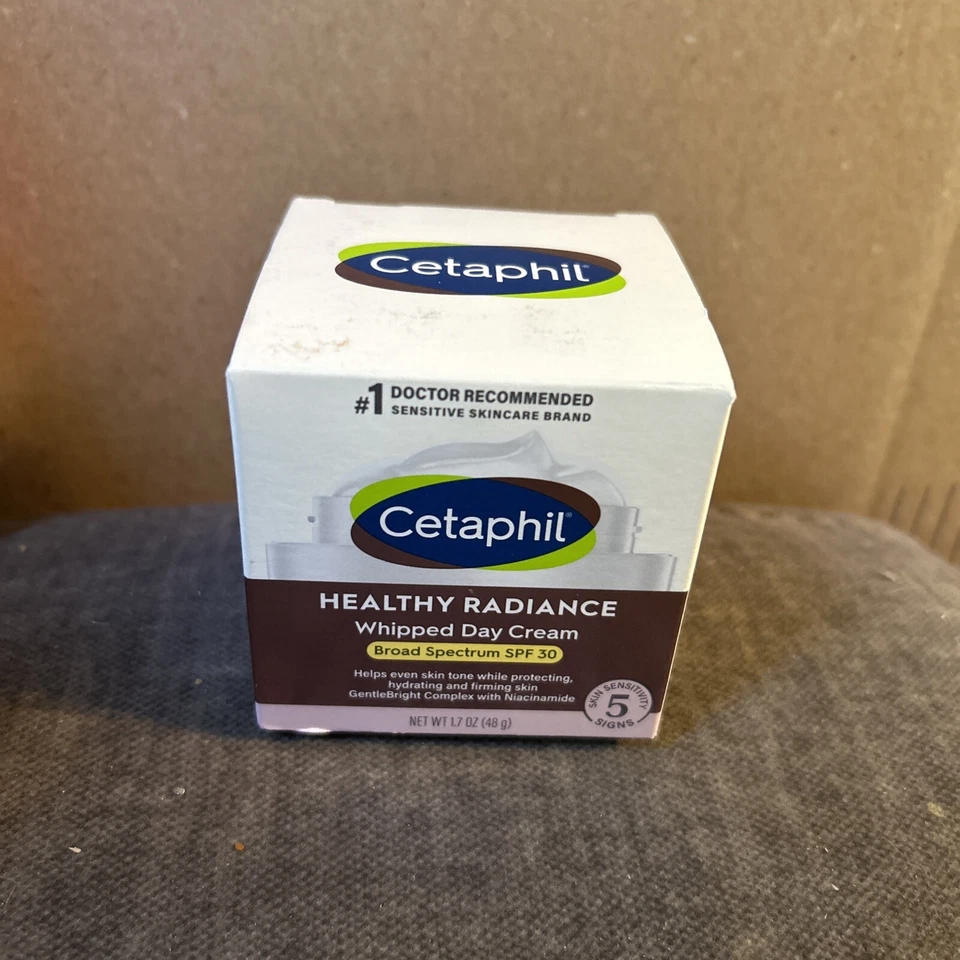 Cetaphil®
#1 DOCTOR RECOMMENDED
SENSITIVE SKINCARE BRAND
Cetaphil®
HEALTHY RADIANCE
Whipped Day Cream
Broad Spectrum SPF 30
Helps even skin tone while protecting,
hydrating and firming skin
GentleBright Complex with Niacinamide
SKIN SENSITIVITY
5
SIGNS
NET WT 1.7 OZ (48 g)